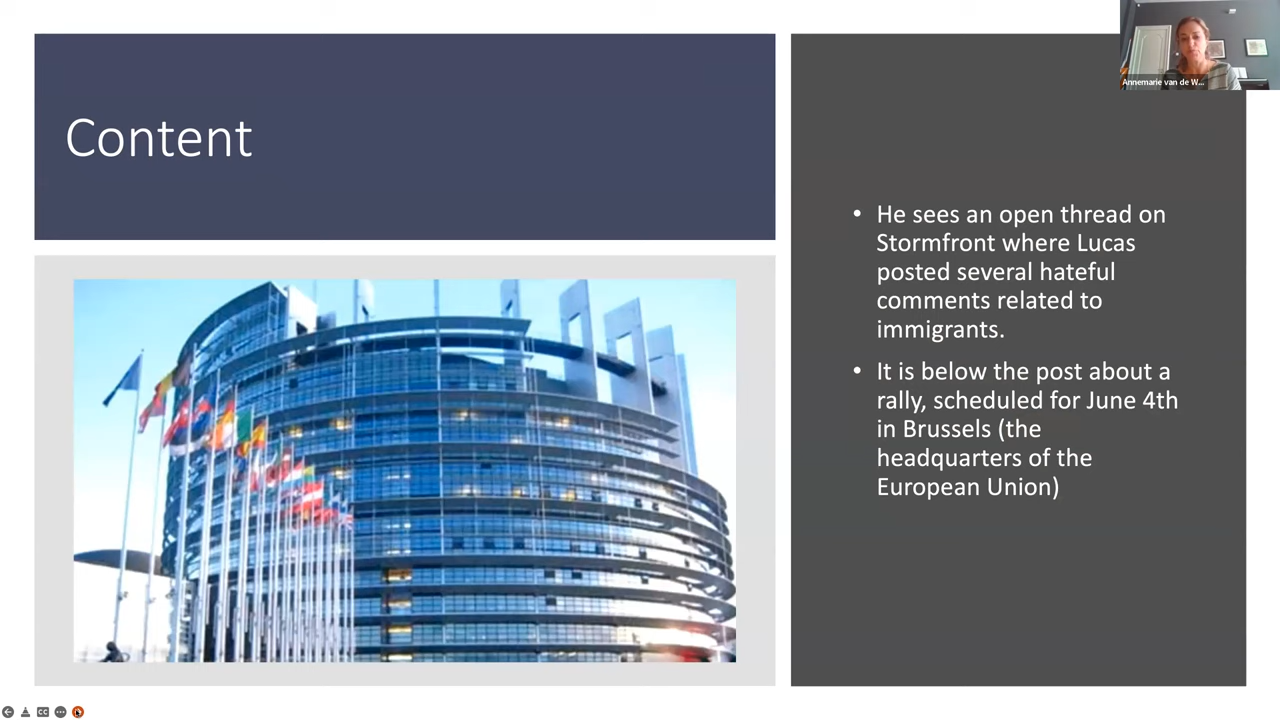 Content
Annemarie van de W...
• He sees an open thread on
Stormfront where Lucas
posted several hateful
comments related to
immigrants.
• It is below the post about a
rally, scheduled for June 4th
in Brussels (the
headquarters of the
European Union)
CC